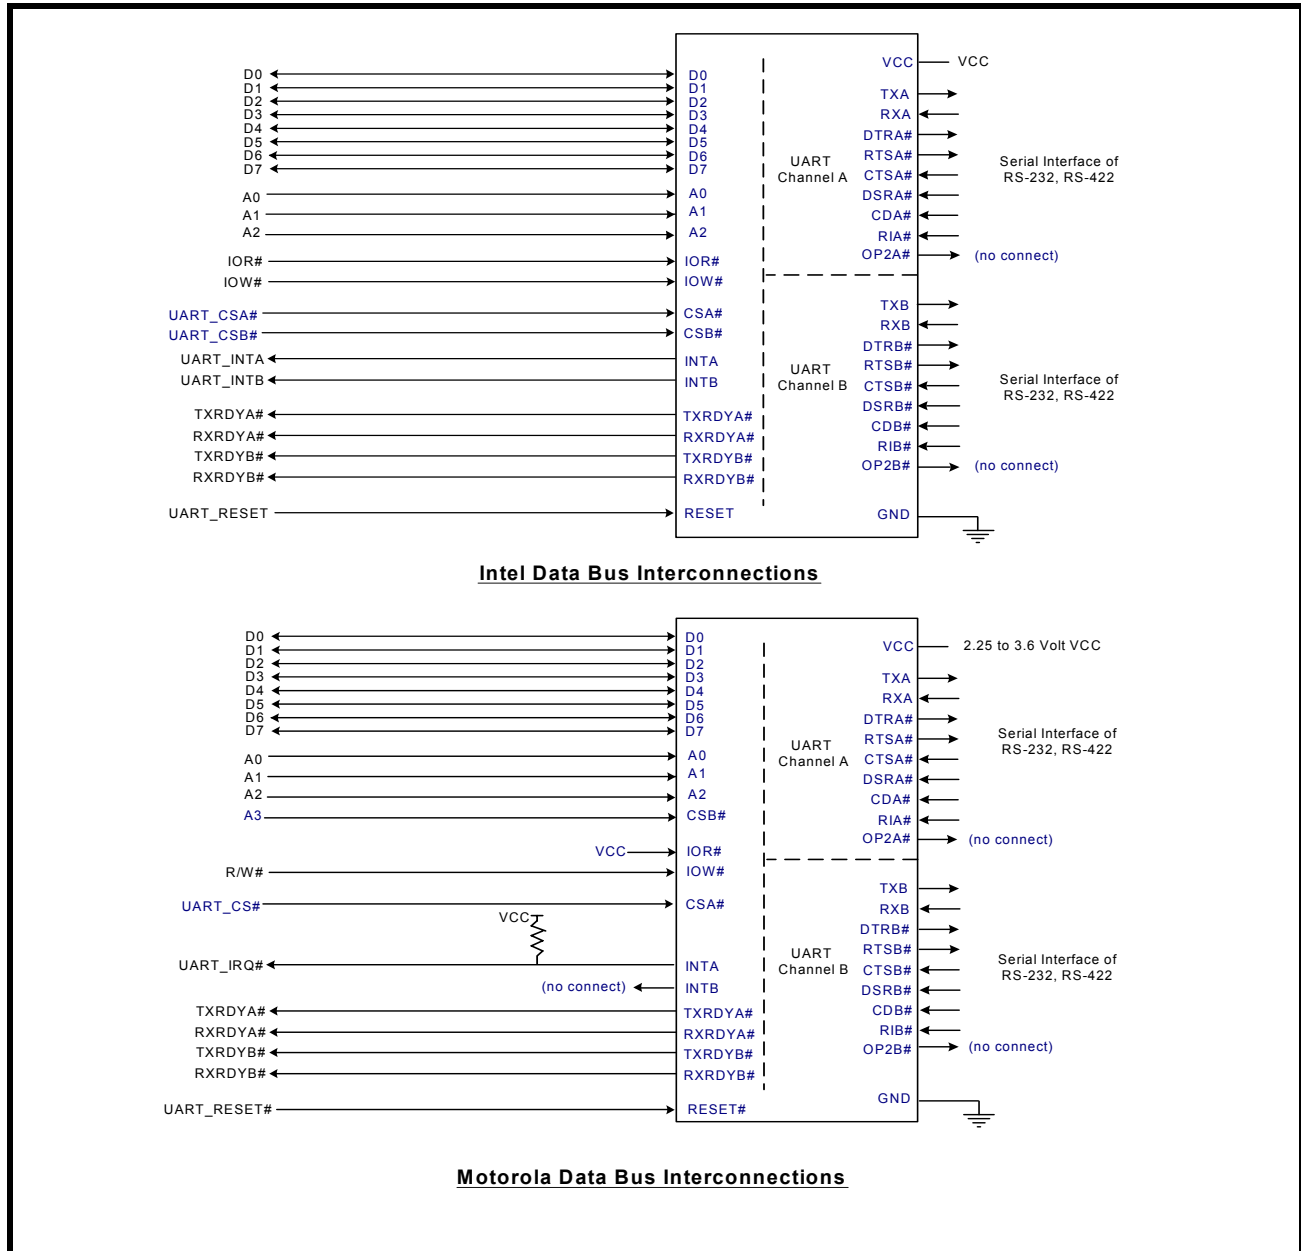 D0
D1
D2
D3
D4
D5
D6
D7
A0
A1
A2
IOR#
IOW#
UART_CSA#
UART_CSB#
UART_INTA
UART_INTB
TXRDYA#
RXRDYA#
TXRDYB#
RXRDYB#
UART_RESET
D0
D1
D2
D3
D4
D5
D6
D7
A0
A1
A2
IOR#
IOW#
CSA#
CSB#
INTA
INTB
TXRDYA#
RXRDYA#
TXRDYB#
RXRDYB#
RESET
UART
Channel A
UART
Channel B
VCC
TXA
RXA
DTRA#
RTSA#
CTSA#
DSRA#
CDA#
RIA#
OP2A#
TXB
RXB
DTRB#
RTSB#
CTSB#
DSRB#
CDB#
RIB#
OP2B#
GND
VCC
Serial Interface of
RS-232, RS-422
(no connect)
Serial Interface of
RS-232, RS-422
(no connect)
Intel Data Bus Interconnections
D0
D1
D2
D3
D4
D5
D6
D7
A0
A1
A2
A3
VCC
R/W#
UART_CS#
VCC
UART_IRQ#
(no connect)
TXRDYA#
RXRDYA#
TXRDYB#
RXRDYB#
UART_RESET#
D0
D1
D2
D3
D4
D5
D6
D7
A0
A1
A2
CSB#
IOR#
IOW#
CSA#
INTA
INTB
TXRDYA#
RXRDYA#
TXRDYB#
RXRDYB#
RESET#
UART
Channel A
UART
Channel B
VCC
TXA
RXA
DTRA#
RTSA#
CTSA#
DSRA#
CDA#
RIA#
OP2A#
TXB
RXB
DTRB#
RTSB#
CTSB#
DSRB#
CDB#
RIB#
OP2B#
GND
2.25 to 3.6 Volt VCC
Serial Interface of
RS-232, RS-422
(no connect)
Serial Interface of
RS-232, RS-422
(no connect)
Motorola Data Bus Interconnections